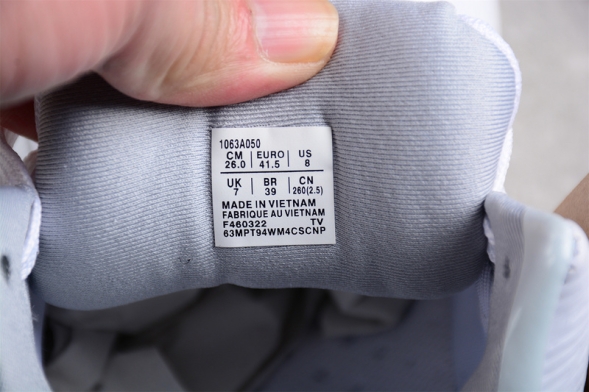 1063A050
CM | EURO | US
26.0 | 41.5 | 8
UK | BR | CN
7 | 39 | 260(2.5)
MADE IN VIETNAM
FABRIQUE AU VIETNAM
F460322 TV
63MPT94WM4CSCNP